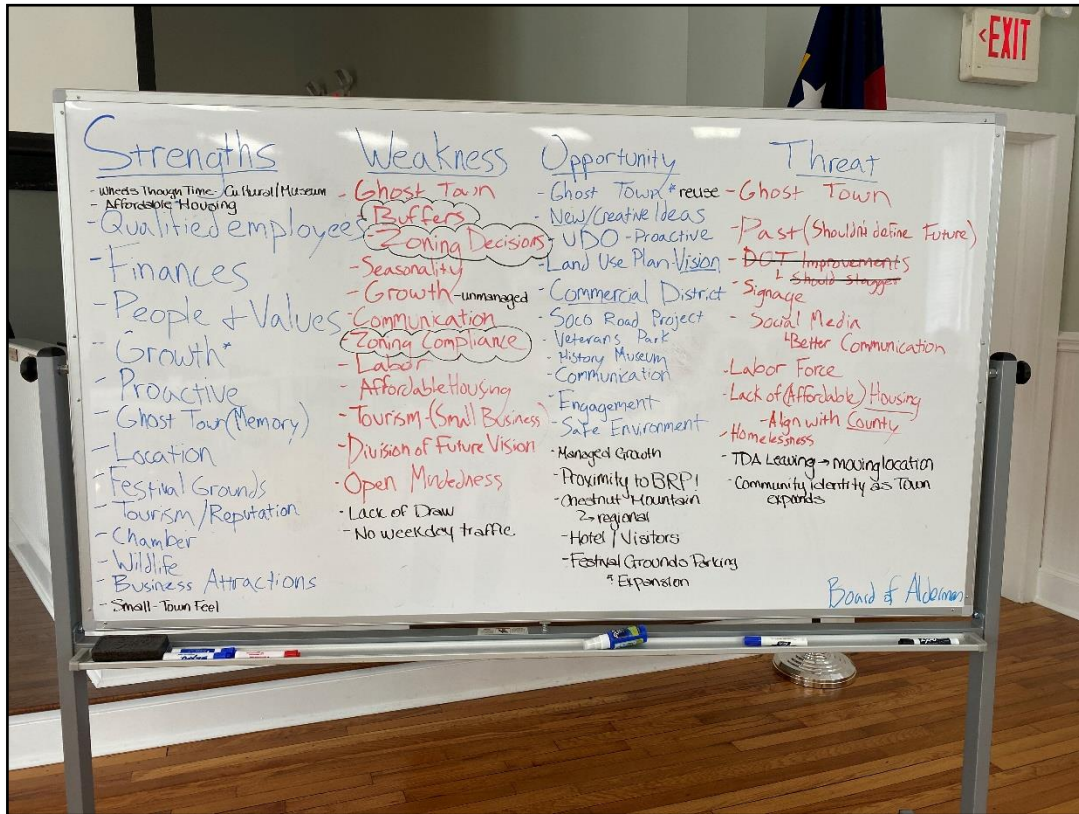 <EXIT
Strengths
- Wheels Though Time- Cultural/Museum
- Affordable Housing
- Qualified employees
- Finances
- People + Values
- Growth*
- Proactive
- Ghost Town (Memory)
- Location
- Festival Grounds
- Tourism/Reputation
- Chamber
- Wildlife
- Business Attractions
- Small-Town Feel
Weakness
- Ghost Town
- Buffers
- Zoning Decisions
- Seasonality
- Growth - unmanaged
- Communication
- Zoning Compliance
- Labor
- Affordable Housing
- Tourism-(Small Business)
- Division of Future Vision
- Open Mindedness
- Lack of Draw
- No weekday traffic
Opportunity
- Ghost Town * reuse
- New/Creative Ideas
- UDO - Proactive
- Land Use Plan-Vision
- Commercial District
- Soco Road Project
- Veterans Park
- History Museum
- Communication
- Engagement
- Safe Environment
- Managed Growth
- Proximity to BRP!
- Chestnut Mountain
↳ regional
- Hotel/Visitors
- Festival Grounds Parking
* Expansion
Threat
- Ghost Town
- Past (Shouldn't define Future)
- DOT Improvements
↳ Should stagger
- Signage
- Social Media
↳ Better Communication
- Labor Force
- Lack of (Affordable) Housing
- Align with County
- Homelessness
- TDA Leaving → moving location
- Community Identity as Town
expands
Board of Aldermen